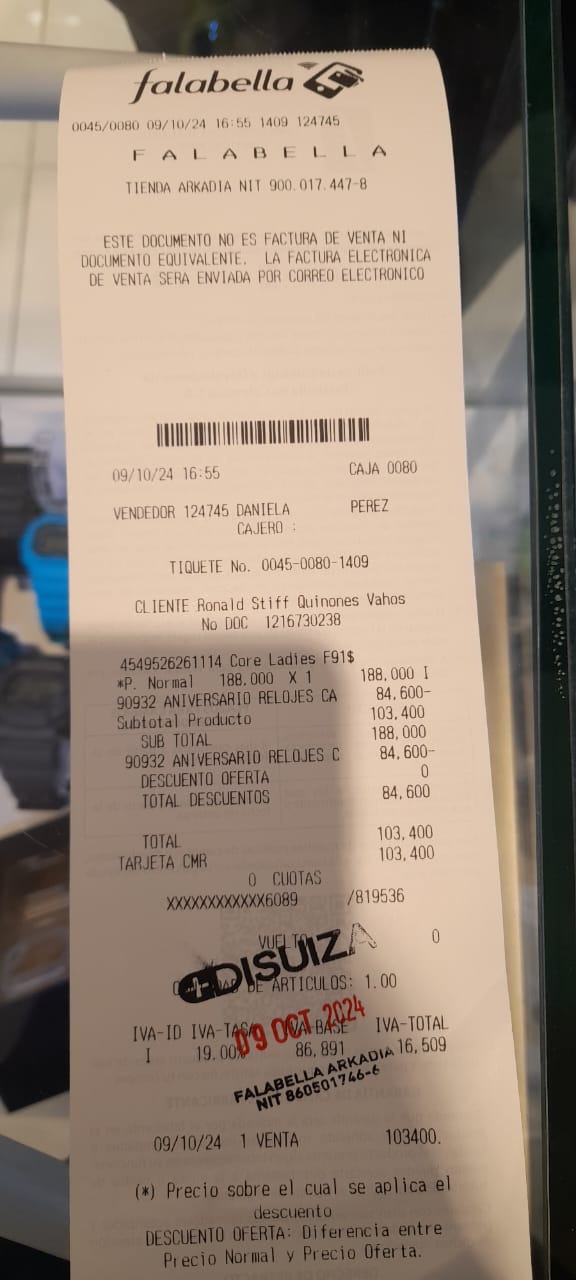 falabella
0045/0080 09/10/24 16:55 1409 124745
F A L A B E L L A
TIENDA ARKADIA NIT 900.017.447-8
ESTE DOCUMENTO NO ES FACTURA DE VENTA NI
DOCUMENTO EQUIVALENTE. LA FACTURA ELECTRONICA
DE VENTA SERA ENVIADA POR CORREO ELECTRONICO
09/10/24 16:55 CAJA 0080
VENDEDOR 124745 DANIELA PEREZ
CAJERO :
TIQUETE No. 0045-0080-1409
CLIENTE Ronald Stiff Quinones Vahos
No DOC 1216730238
4549526261114 Core Ladies F91$
*P. Normal 188.000 X 1 188.000 I
90932 ANIVERSARIO RELOJES CA 84,600-
Subtotal Producto 103,400
SUB TOTAL 188,000
90932 ANIVERSARIO RELOJES C 84,600-
DESCUENTO OFERTA 0
TOTAL DESCUENTOS 84,600
TOTAL 103,400
TARJETA CMR 103,400
0 CUOTAS
XXXXXXXXXXXX6089 /819536
VUELTO 0
DISUIZA
DE ARTICULOS: 1.00
IVA-ID IVA-TASA IVA BASE IVA-TOTAL
09 OCT 2024
I 19.00% 86,891 16,509
FALABELLA ARKADIA
NIT 860501746-6
09/10/24 1 VENTA 103400.
(*) Precio sobre el cual se aplica el
descuento
DESCUENTO OFERTA: Diferencia entre
Precio Normal y Precio Oferta.